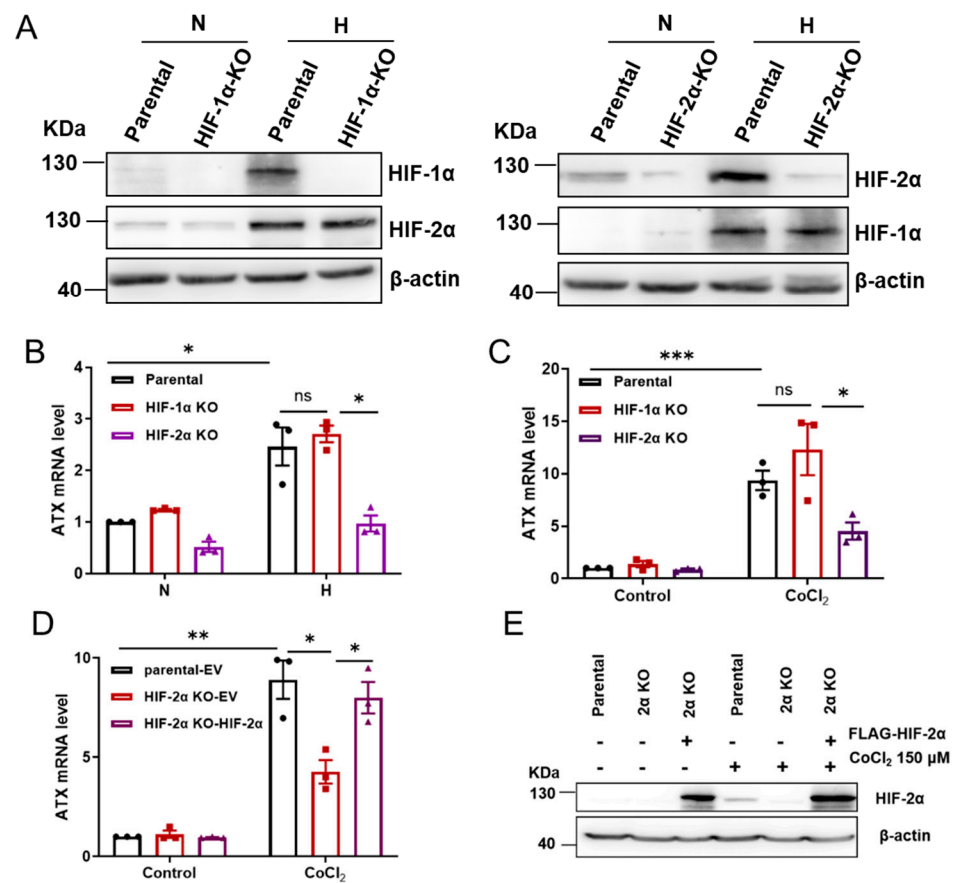 A
N H
Parental HIF-1α-KO Parental HIF-1α-KO
KDa
130 HIF-1α
130 HIF-2α
40 β-actin
N H
Parental HIF-2α-KO Parental HIF-2α-KO
KDa
130 HIF-2α
130 HIF-1α
40 β-actin
B
ATX mRNA level
4
3
2
1
0
Parental
HIF-1α KO
HIF-2α KO
*
ns *
N H
C
ATX mRNA level
20
15
10
5
0
Parental
HIF-1α KO
HIF-2α KO
***
ns *
Control CoCl2
D
ATX mRNA level
10
5
0
parental-EV
HIF-2α KO-EV
HIF-2α KO-HIF-2α
**
* *
Control CoCl2
E
Parental 2α KO 2α KO Parental 2α KO 2α KO
- - + - - + FLAG-HIF-2α
- - - + + + CoCl2 150 μM
KDa
130 HIF-2α
40 β-actin